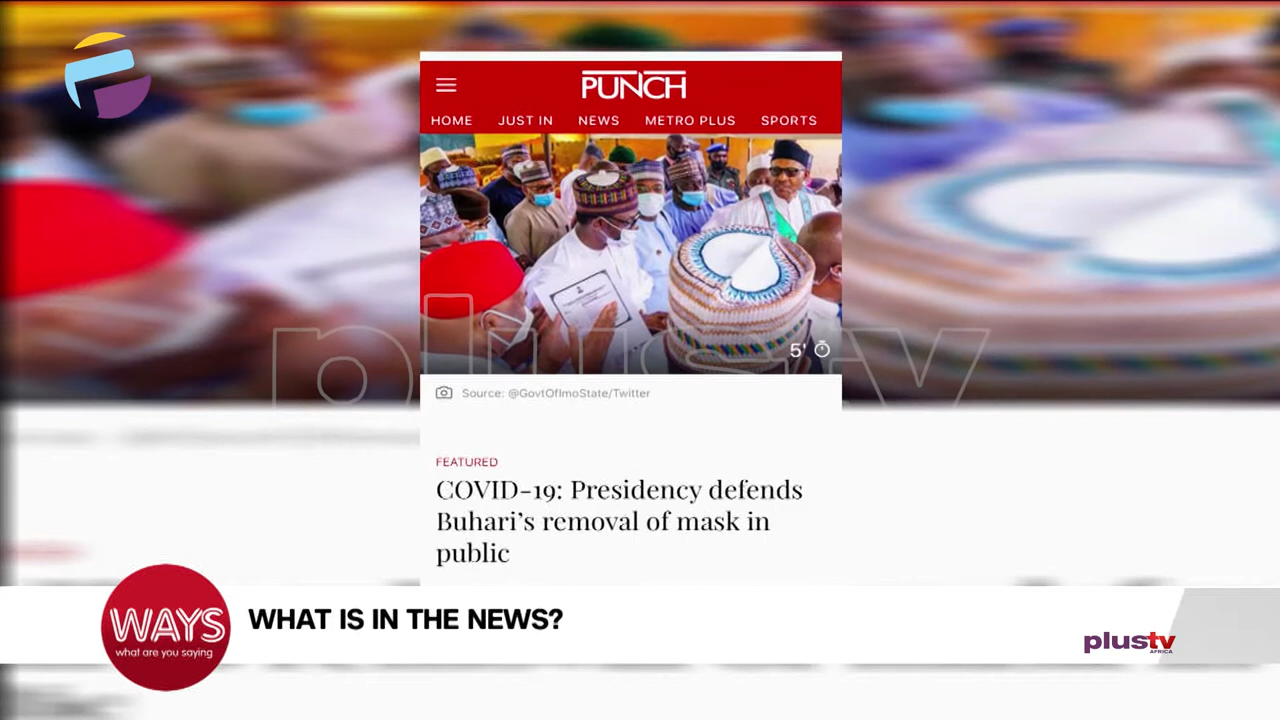 PUNCH
HOME JUST IN NEWS METRO PLUS SPORTS
5'
plustv
Source: @GovtOfImoState/Twitter
FEATURED
COVID-19: Presidency defends
Buhari's removal of mask in
public
WAYS
what are you saying
WHAT IS IN THE NEWS?
plustv
AFRICA